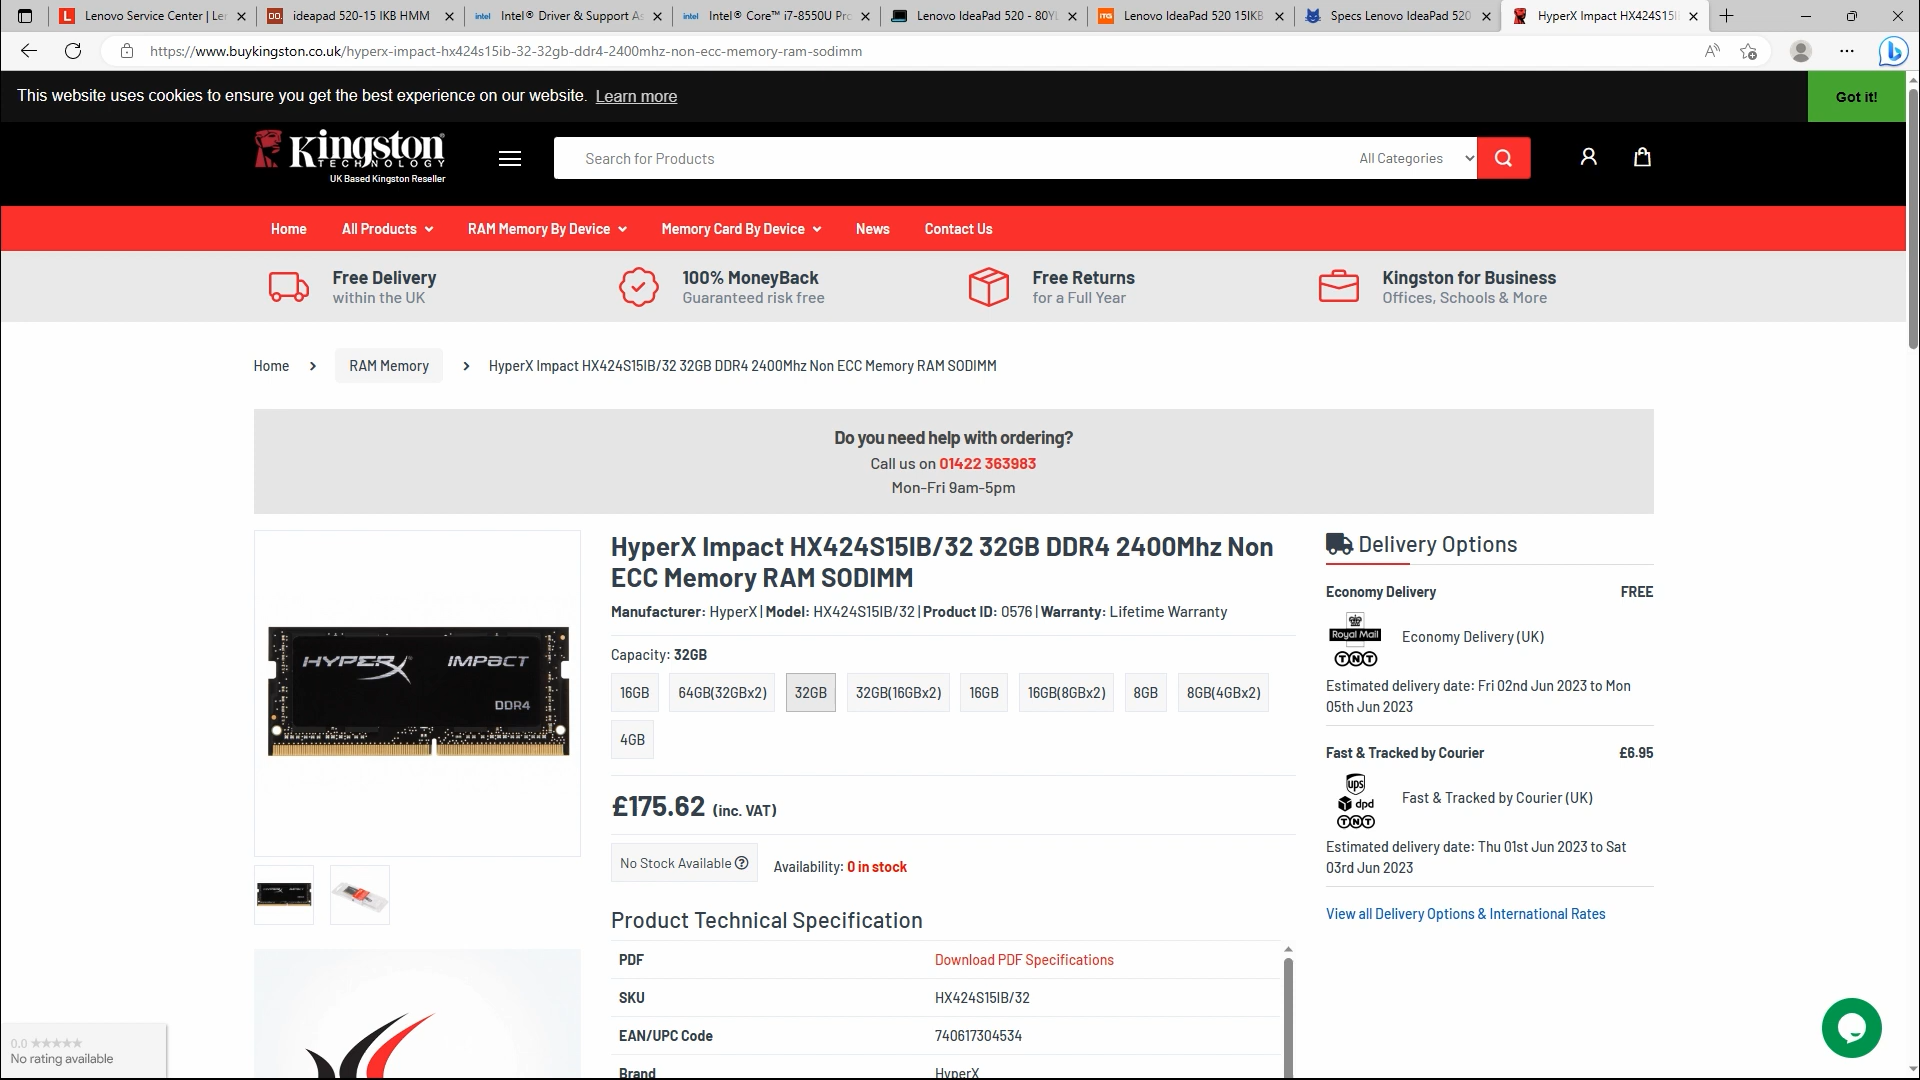 Lenovo Service Center | Ler
ideapad 520-15 IKB HMM
Intel® Driver & Support As
Intel® Core™ i7-8550U Pro
Lenovo IdeaPad 520 - 80YL
Lenovo IdeaPad 520 15IKB
Specs Lenovo IdeaPad 520
HyperX Impact HX424S15I
https://www.buykingston.co.uk/hyperx-impact-hx424s15ib-32-32gb-ddr4-2400mhz-non-ecc-memory-ram-sodimm
This website uses cookies to ensure you get the best experience on our website. Learn more
Got it!
Kingston
TECHNOLOGY
UK Based Kingston Reseller
Search for Products
All Categories
Home
All Products
RAM Memory By Device
Memory Card By Device
News
Contact Us
Free Delivery
within the UK
100% MoneyBack
Guaranteed risk free
Free Returns
for a Full Year
Kingston for Business
Offices, Schools & More
Home > RAM Memory > HyperX Impact HX424S15IB/32 32GB DDR4 2400Mhz Non ECC Memory RAM SODIMM
Do you need help with ordering?
Call us on 01422 363983
Mon-Fri 9am-5pm
HYPERX IMPACT
DDR4
HyperX Impact HX424S15IB/32 32GB DDR4 2400Mhz Non
ECC Memory RAM SODIMM
Manufacturer: HyperX | Model: HX424S15IB/32 | Product ID: 0576 | Warranty: Lifetime Warranty
Capacity: 32GB
16GB
64GB(32GBx2)
32GB
32GB(16GBx2)
16GB
16GB(8GBx2)
8GB
8GB(4GBx2)
4GB
£175.62 (inc. VAT)
No Stock Available
Availability: 0 in stock
Product Technical Specification
PDF Download PDF Specifications
SKU HX424S15IB/32
EAN/UPC Code 740617304534
Brand HyperX
Delivery Options
Economy Delivery FREE
Royal Mail
TNT
Economy Delivery (UK)
Estimated delivery date: Fri 02nd Jun 2023 to Mon
05th Jun 2023
Fast & Tracked by Courier £6.95
ups
dpd
TNT
Fast & Tracked by Courier (UK)
Estimated delivery date: Thu 01st Jun 2023 to Sat
03rd Jun 2023
View all Delivery Options & International Rates
0.0 ★★★★★
No rating available